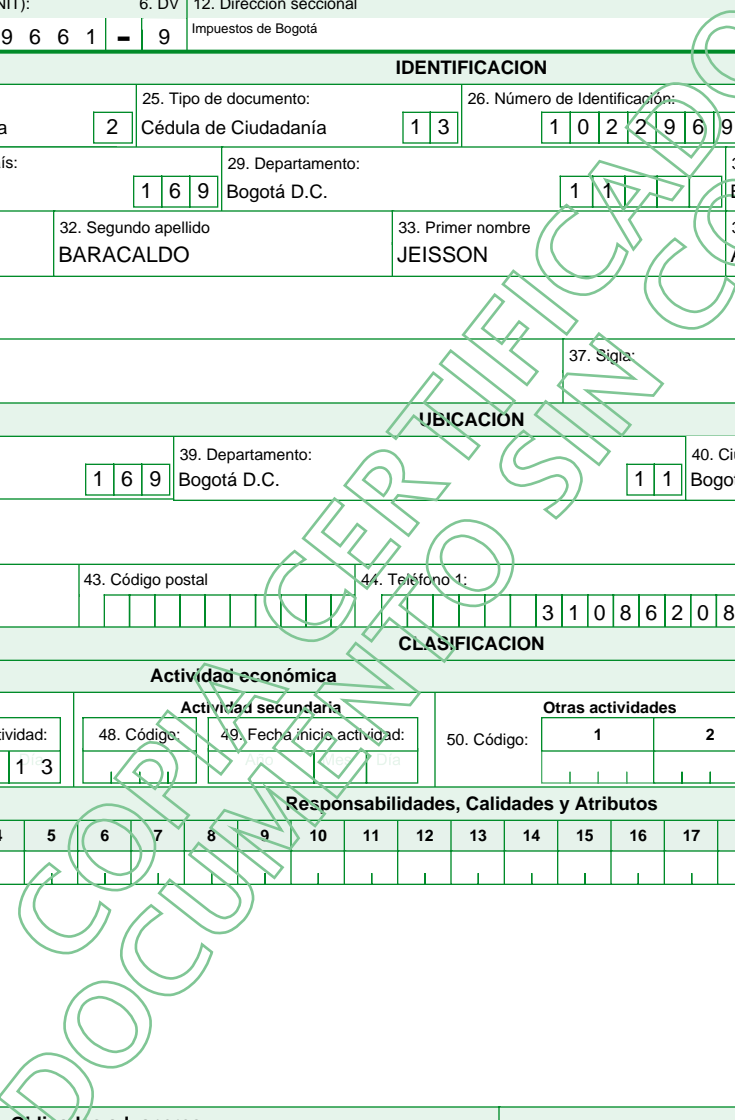 NIT): 6. DV 12. Dirección seccional
9 6 6 1 - 9 Impuestos de Bogotá
IDENTIFICACION
25. Tipo de documento: 26. Número de Identificación:
a 2 Cédula de Ciudadanía 1 3 1 0 2 2 9 6 9
ís: 29. Departamento:
1 6 9 Bogotá D.C. 1 1
32. Segundo apellido 33. Primer nombre
BARACALDO JEISSON
37. Sigla:
UBICACION
39. Departamento: 40. Ciu
1 6 9 Bogotá D.C. 1 1 Bogot
43. Código postal 44. Teléfono 1:
3 1 0 8 6 2 0 8
CLASIFICACION
Actividad económica
Actividad secundaria Otras actividades
tividad: 48. Código: 49. Fecha inicio actividad: 50. Código: 1 2
Día 1 3 Año Mes Día
Responsabilidades, Calidades y Atributos
4 5 6 7 8 9 10 11 12 13 14 15 16 17
COPIA CERTIFICADO
DOCUMENTO SIN CO